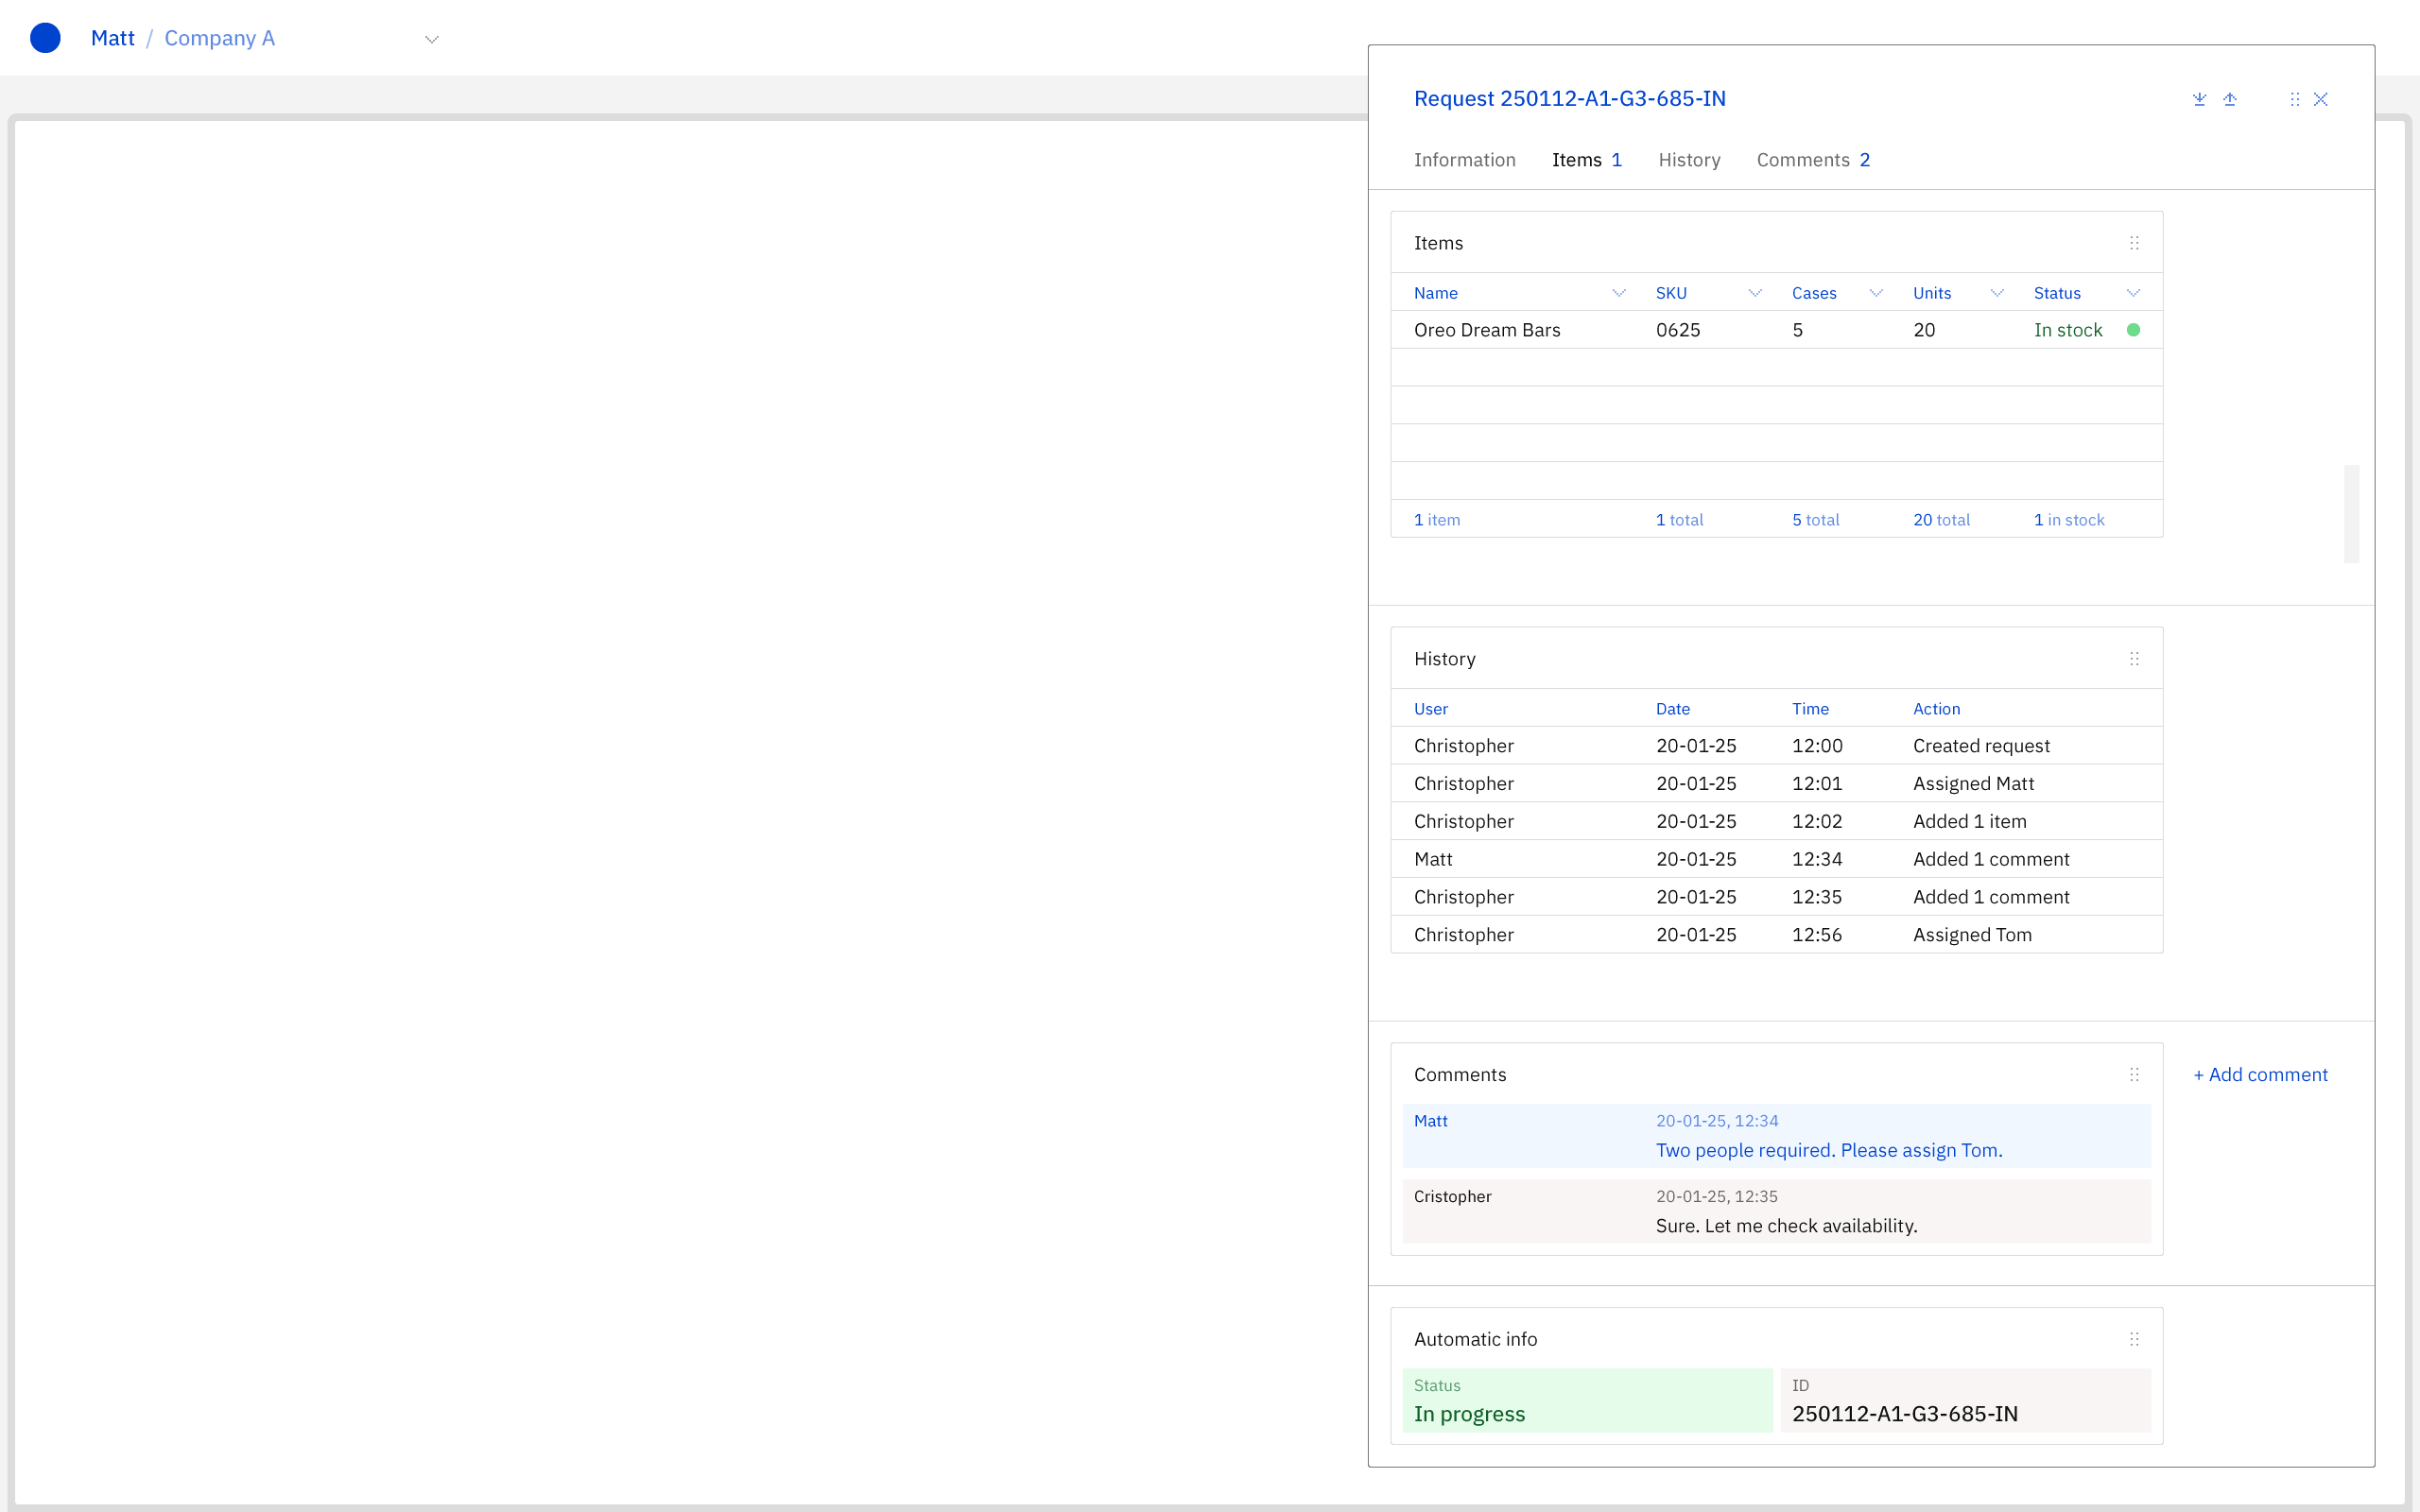 Matt / Company A
Request 250112-A1-G3-685-IN
Information Items 1 History Comments 2
Items
Name SKU Cases Units Status
Oreo Dream Bars 0625 5 20 In stock
1 item 1 total 5 total 20 total 1 in stock
History
User Date Time Action
Christopher 20-01-25 12:00 Created request
Christopher 20-01-25 12:01 Assigned Matt
Christopher 20-01-25 12:02 Added 1 item
Matt 20-01-25 12:34 Added 1 comment
Christopher 20-01-25 12:35 Added 1 comment
Christopher 20-01-25 12:56 Assigned Tom
Comments + Add comment
Matt 20-01-25, 12:34
Two people required. Please assign Tom.
Cristopher 20-01-25, 12:35
Sure. Let me check availability.
Automatic info
Status ID
In progress 250112-A1-G3-685-IN